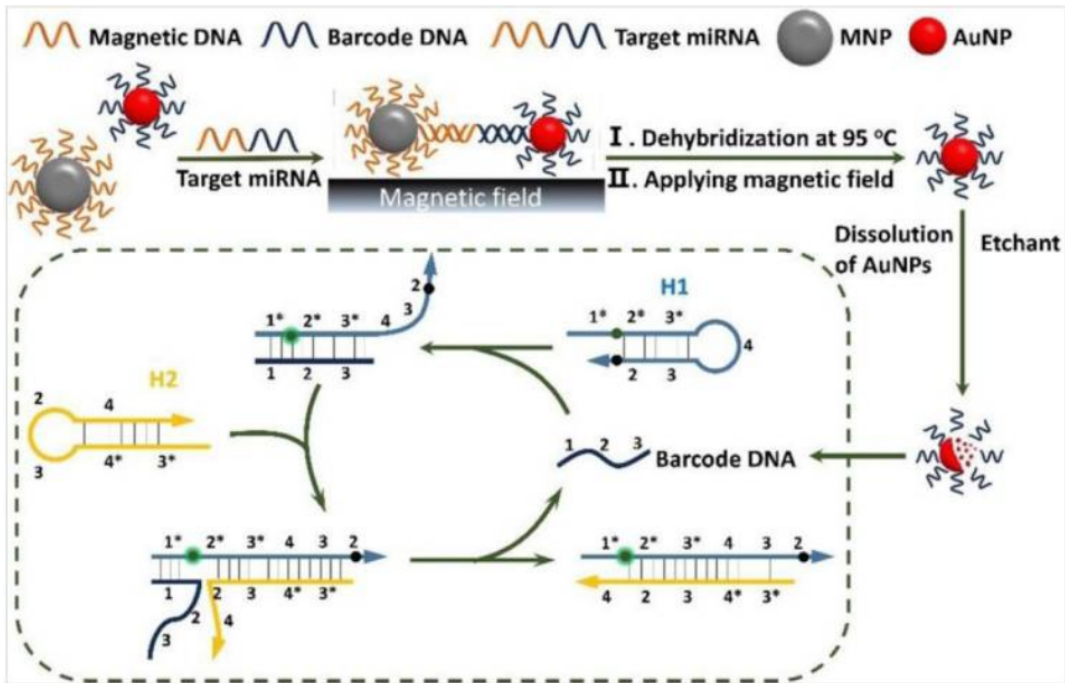 Magnetic DNA
Barcode DNA
Target miRNA
MNP
AuNP
Target miRNA
Magnetic field
I. Dehybridization at 95 °C
II. Applying magnetic field
Dissolution
of AuNPs
Etchant
2
3
1* 2* 3* 4
1 2 3
H1
1* 2* 3*
4
2 3
H2
2 4
3 4* 3*
1 2 3
Barcode DNA
1* 2* 3* 4 3 2
1 2 3 4* 3*
2 4
3
1* 2* 3* 4 3 2
4 2 3 4* 3*